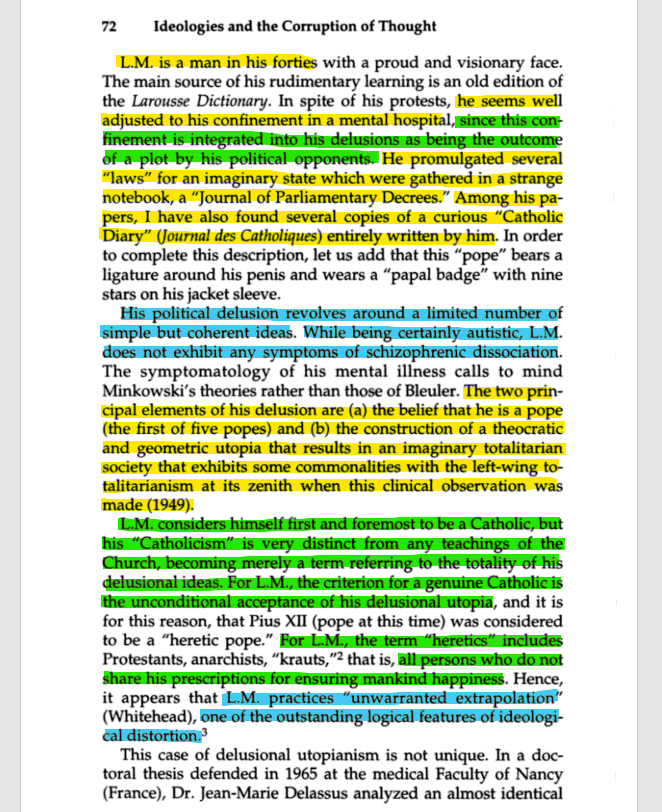 72 Ideologies and the Corruption of Thought
L.M. is a man in his forties with a proud and visionary face.
The main source of his rudimentary learning is an old edition of
the Larousse Dictionary. In spite of his protests, he seems well
adjusted to his confinement in a mental hospital, since this con-
finement is integrated into his delusions as being the outcome
of a plot by his political opponents. He promulgated several
"laws" for an imaginary state which were gathered in a strange
notebook, a "Journal of Parliamentary Decrees." Among his pa-
pers, I have also found several copies of a curious "Catholic
Diary" (Journal des Catholiques) entirely written by him. In order
to complete this description, let us add that this "pope" bears a
ligature around his penis and wears a "papal badge" with nine
stars on his jacket sleeve.
His political delusion revolves around a limited number of
simple but coherent ideas. While being certainly autistic, L.M.
does not exhibit any symptoms of schizophrenic dissociation.
The symptomatology of his mental illness calls to mind
Minkowski's theories rather than those of Bleuler. The two prin-
cipal elements of his delusion are (a) the belief that he is a pope
(the first of five popes) and (b) the construction of a theocratic
and geometric utopia that results in an imaginary totalitarian
society that exhibits some commonalities with the left-wing to-
talitarianism at its zenith when this clinical observation was
made (1949).
L.M. considers himself first and foremost to be a Catholic, but
his "Catholicism" is very distinct from any teachings of the
Church, becoming merely a term referring to the totality of his
delusional ideas. For L.M., the criterion for a genuine Catholic is
the unconditional acceptance of his delusional utopia, and it is
for this reason, that Pius XII (pope at this time) was considered
to be a "heretic pope." For L.M., the term "heretics" includes
Protestants, anarchists, "krauts,"2 that is, all persons who do not
share his prescriptions for ensuring mankind happiness. Hence,
it appears that L.M. practices "unwarranted extrapolation"
(Whitehead), one of the outstanding logical features of ideologi-
cal distortion.3
This case of delusional utopianism is not unique. In a doc-
toral thesis defended in 1965 at the medical Faculty of Nancy
(France), Dr. Jean-Marie Delassus analyzed an almost identical